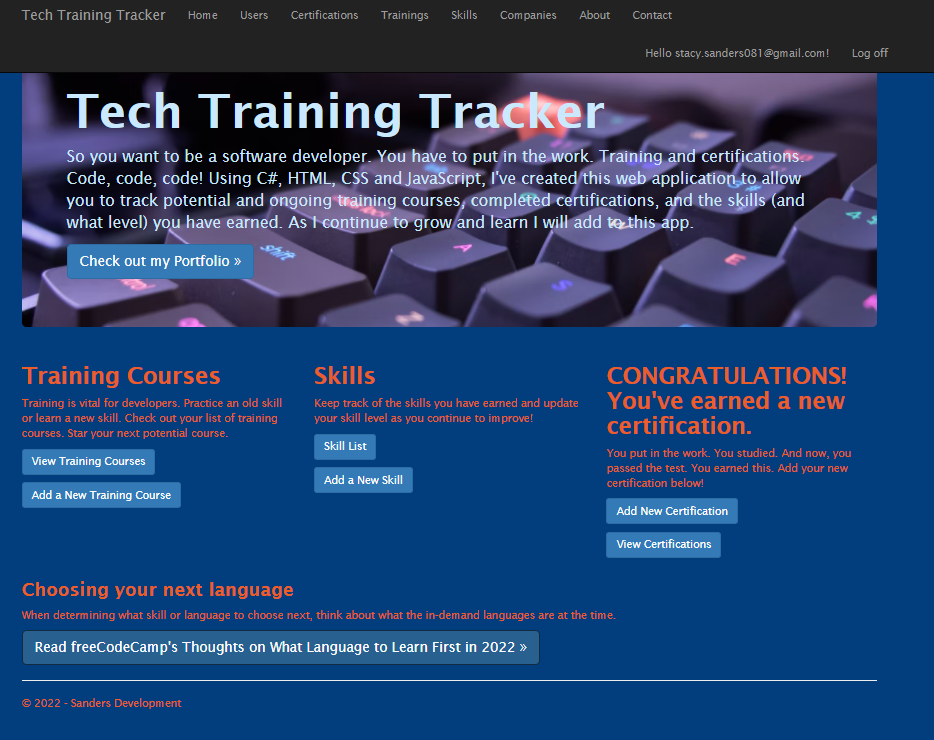 Tech Training Tracker Home Users Certifications Trainings Skills Companies About Contact
Hello stacy.sanders081@gmail.com! Log off
Tech Training Tracker
So you want to be a software developer. You have to put in the work. Training and certifications.
Code, code, code! Using C#, HTML, CSS and JavaScript, I've created this web application to allow
you to track potential and ongoing training courses, completed certifications, and the skills (and
what level) you have earned. As I continue to grow and learn I will add to this app.
Check out my Portfolio »
shift
A
S
E
4 $
Z
Training Courses
Training is vital for developers. Practice an old skill
or learn a new skill. Check out your list of training
courses. Star your next potential course.
View Training Courses
Add a New Training Course
Skills
Keep track of the skills you have earned and update
your skill level as you continue to improve!
Skill List
Add a New Skill
CONGRATULATIONS!
You've earned a new
certification.
You put in the work. You studied. And now, you
passed the test. You earned this. Add your new
certification below!
Add New Certification
View Certifications
Choosing your next language
When determining what skill or language to choose next, think about what the in-demand languages are at the time.
Read freeCodeCamp's Thoughts on What Language to Learn First in 2022 »
© 2022 - Sanders Development